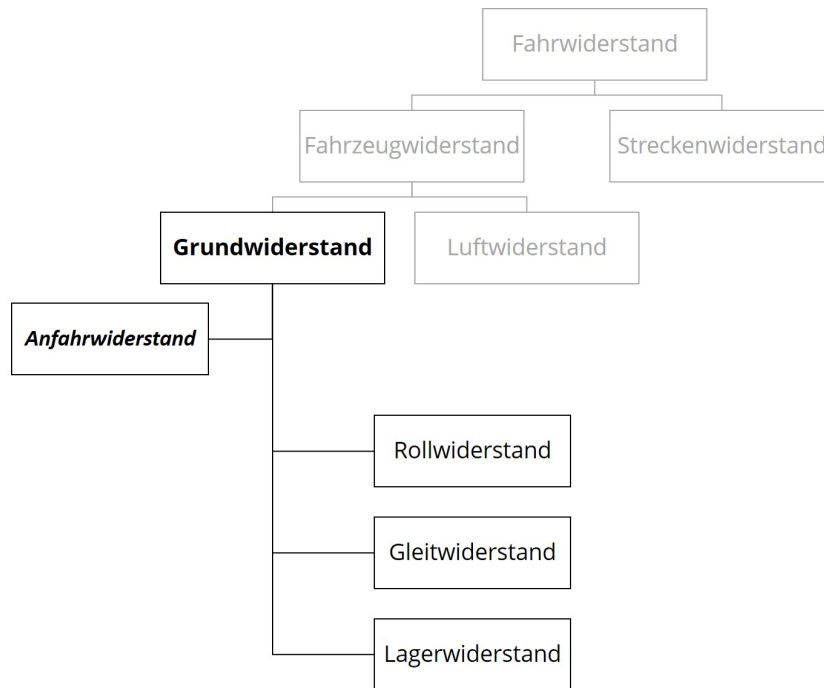 Fahrwiderstand
Fahrzeugwiderstand
Streckenwiderstand
Grundwiderstand
Luftwiderstand
Anfahrwiderstand
Rollwiderstand
Gleitwiderstand
Lagerwiderstand